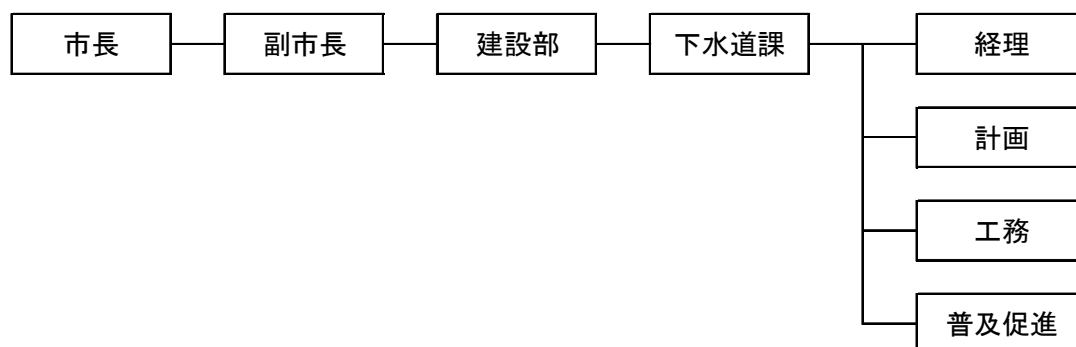 市長
副市長
建設部
下水道課
経理
計画
工務
普及促進